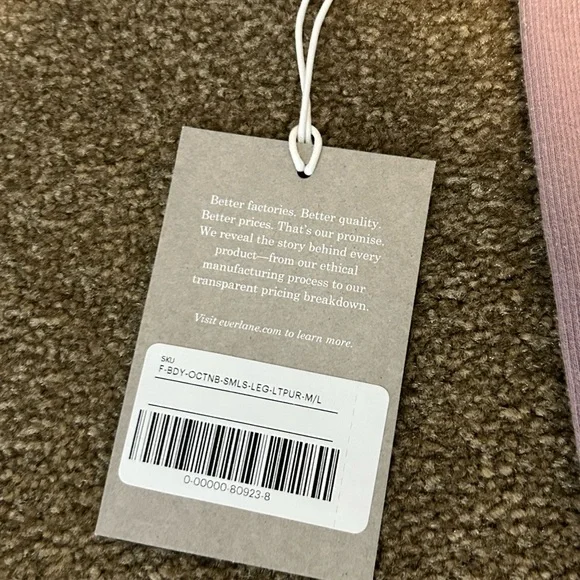 Better factories. Better quality.
Better prices. That's our promise.
We reveal the story behind every
product—from our ethical
manufacturing process to our
transparent pricing breakdown.
Visit everlane.com to learn more.
SKU
F-BDY-OCTNB-SMLS-LEG-LTPUR-M/L
0-00000-80923-8